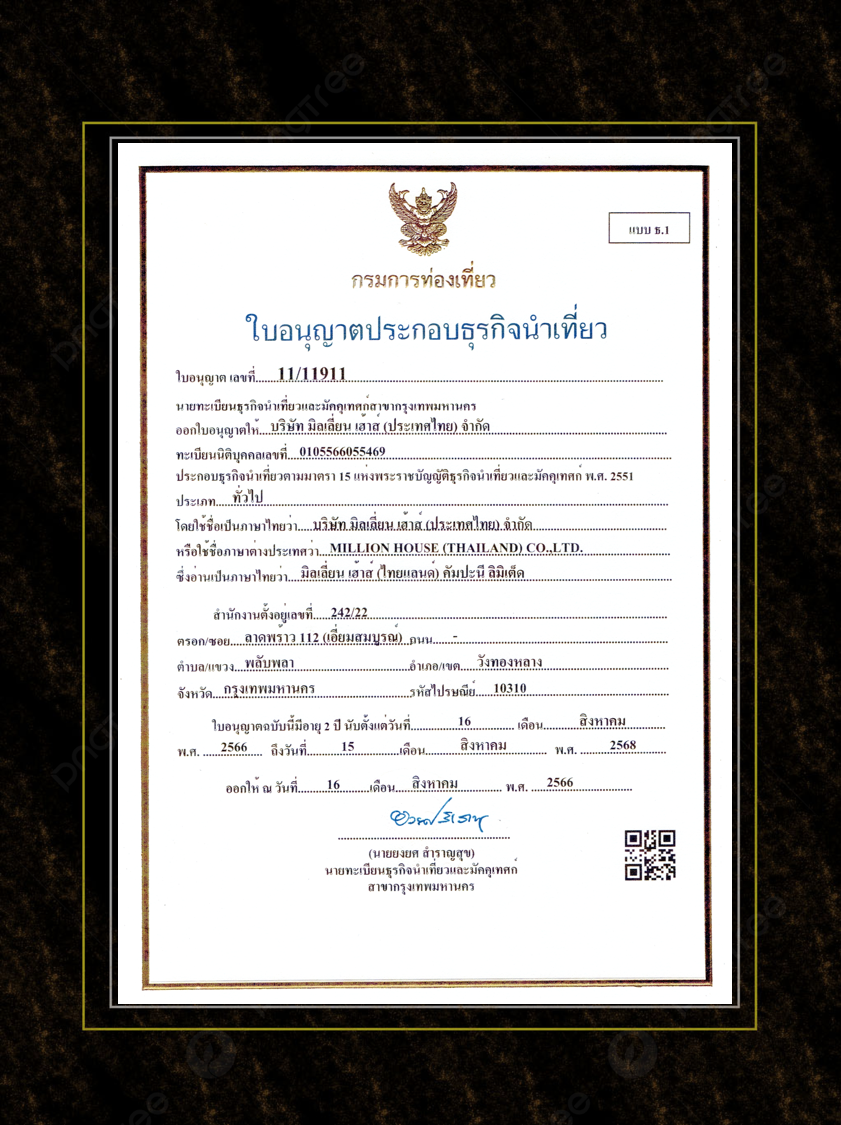 แบบ ธ.1
กรมการท่องเที่ยว
ใบอนุญาตประกอบธุรกิจนำเที่ยว
ใบอนุญาต เลขที่......11/11911
นายทะเบียนธุรกิจนำเที่ยวและมัคคุเทศก์สาขากรุงเทพมหานคร
ออกใบอนุญาตให้...บริษัท มิลเลี่ยน เฮ้าส์ (ประเทศไทย) จำกัด
ทะเบียนนิติบุคคลเลขที่....0105566055469
ประกอบธุรกิจนำเที่ยวตามมาตรา 15 แห่งพระราชบัญญัติธุรกิจนำเที่ยวและมัคคุเทศก์ พ.ศ. 2551
ประเภท.....ทั่วไป
โดยใช้ชื่อเป็นภาษาไทยว่า....บริษัท มิลเลี่ยน เฮ้าส์ (ประเทศไทย) จำกัด
หรือใช้ชื่อภาษาต่างประเทศว่า...MILLION HOUSE (THAILAND) CO.,LTD.
ซึ่งอ่านเป็นภาษาไทยว่า....มิลเลี่ยน เฮ้าส์ (ไทยแลนด์) คัมปะนี ลิมิเต็ด
สำนักงานตั้งอยู่เลขที่.....242/22
ตรอก/ซอย....ลาดพร้าว 112 (เอี่ยมสมบูรณ์) ถนน.....-
ตำบล/แขวง...พลับพลา อำเภอ/เขต.....วังทองหลาง
จังหวัด...กรุงเทพมหานคร รหัสไปรษณีย์.....10310
ใบอนุญาตฉบับนี้มีอายุ 2 ปี นับตั้งแต่วันที่............16............ เดือน.........สิงหาคม
พ.ศ. .....2566.... ถึงวันที่.........15............เดือน.........สิงหาคม.......... พ.ศ. ........2568
ออกให้ ณ วันที่........16........เดือน....สิงหาคม............ พ.ศ. ....2566
(นายยงยศ สำราญสุข)
นายทะเบียนธุรกิจนำเที่ยวและมัคคุเทศก์
สาขากรุงเทพมหานคร